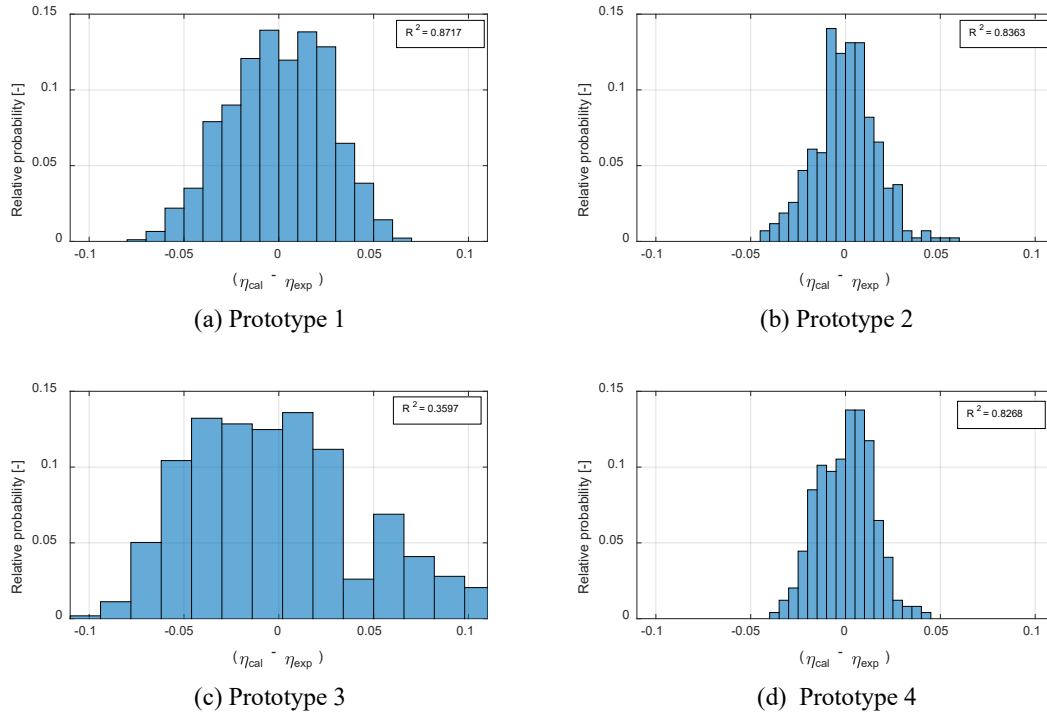 0.15
R 2 = 0.8717
0.1
0.05
0
Relative probability [-]
-0.1 -0.05 0 0.05 0.1
( ηcal - ηexp )
(a) Prototype 1
0.15
R 2 = 0.8363
0.1
0.05
0
Relative probability [-]
-0.1 -0.05 0 0.05 0.1
( ηcal - ηexp )
(b) Prototype 2
0.15
R 2 = 0.3597
0.1
0.05
0
Relative probability [-]
-0.1 -0.05 0 0.05 0.1
( ηcal - ηexp )
(c) Prototype 3
0.15
R 2 = 0.8268
0.1
0.05
0
Relative probability [-]
-0.1 -0.05 0 0.05 0.1
( ηcal - ηexp )
(d) Prototype 4